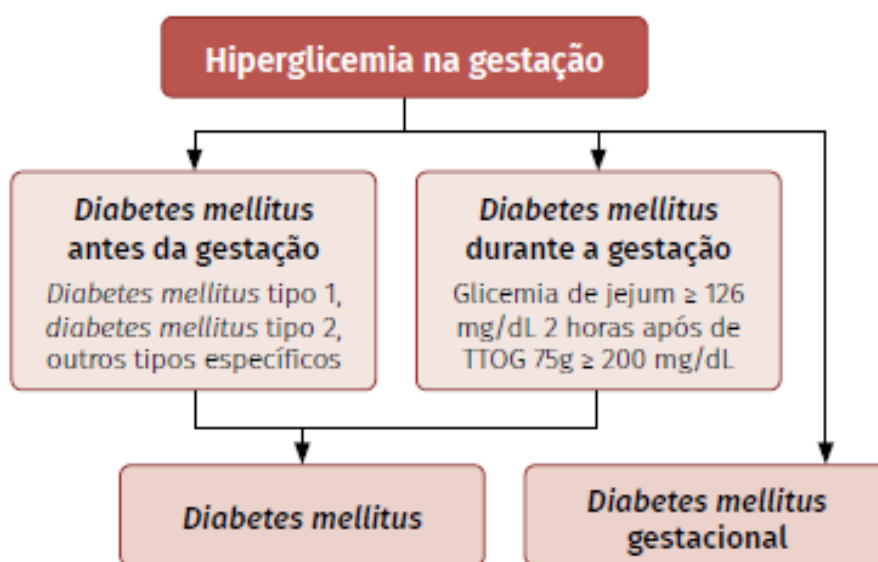 Hiperglicemia na gestação
Diabetes mellitus
antes da gestação
Diabetes mellitus tipo 1,
diabetes mellitus tipo 2,
outros tipos específicos
Diabetes mellitus
durante a gestação
Glicemia de jejum ≥ 126
mg/dL 2 horas após de
TTOG 75g ≥ 200 mg/dL
Diabetes mellitus
Diabetes mellitus
gestacional